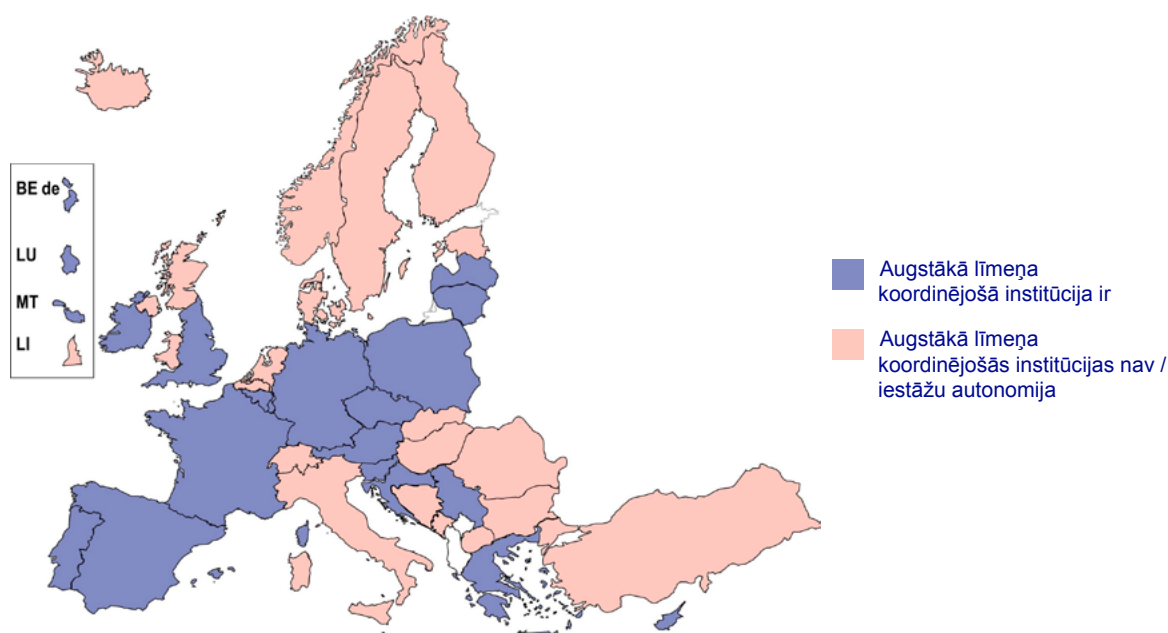 BE de
LU
MT
LI
Augstākā līmeņa
koordinējošā institūcija ir
Augstākā līmeņa
koordinējošās institūcijas nav /
iestāžu autonomija